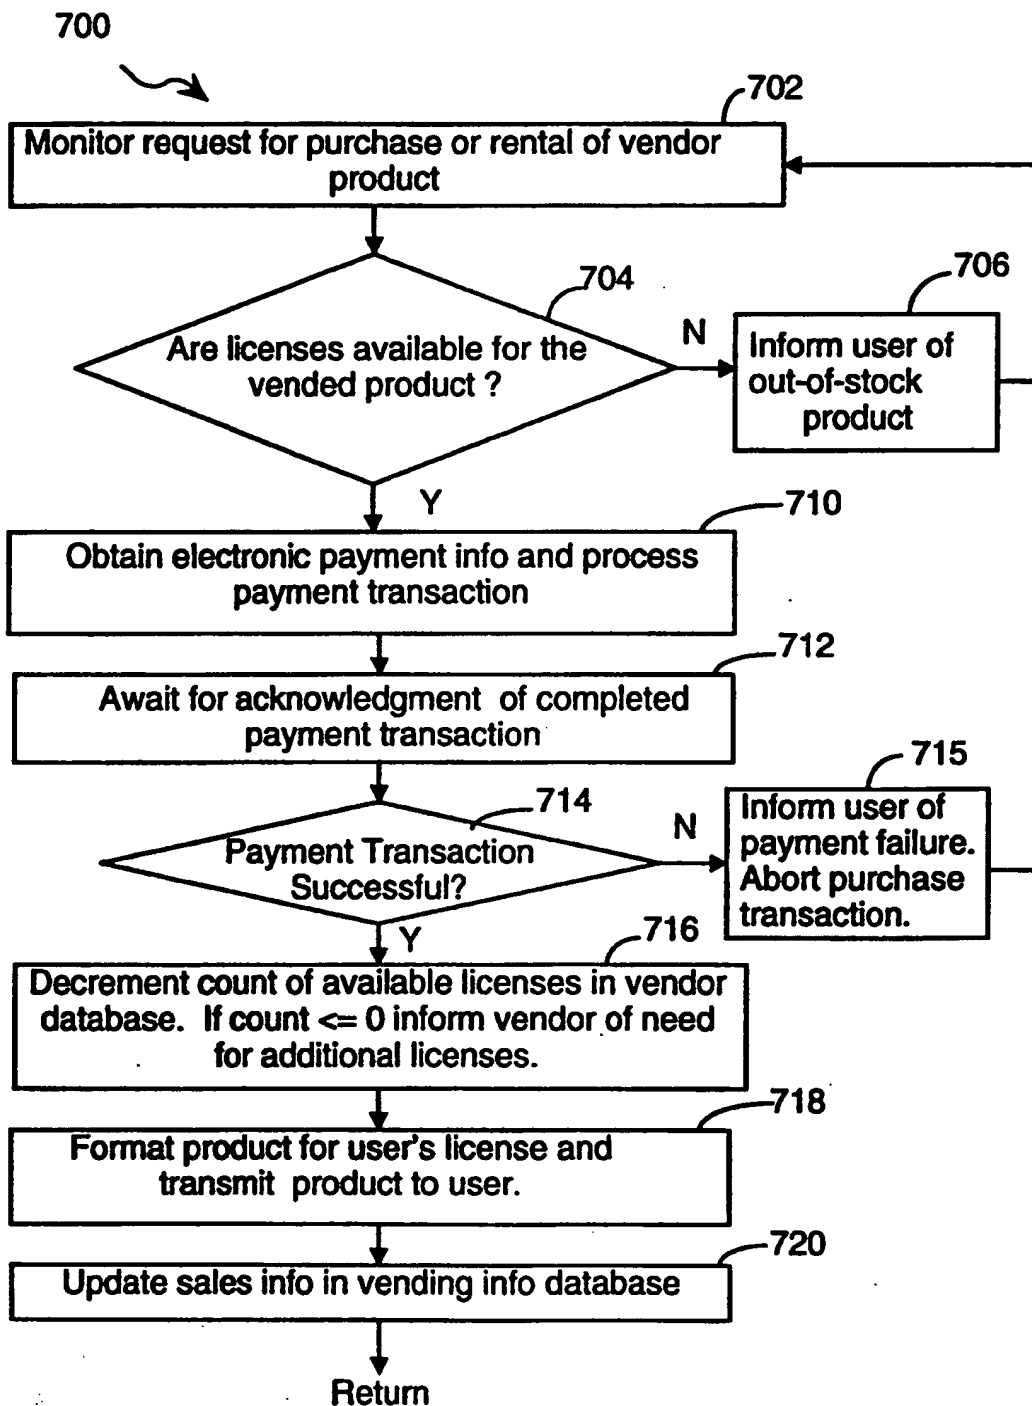 700
702
Monitor request for purchase or rental of vendor
product
704
Are licenses available for the
vended product ?
N
706
Inform user of
out-of-stock
product
Y
710
Obtain electronic payment info and process
payment transaction
712
Await for acknowledgment of completed
payment transaction
714
Payment Transaction
Successful?
N
715
Inform user of
payment failure.
Abort purchase
transaction.
Y
716
Decrement count of available licenses in vendor
database. If count <= 0 inform vendor of need
for additional licenses.
718
Format product for user's license and
transmit product to user.
720
Update sales info in vending info database
Return